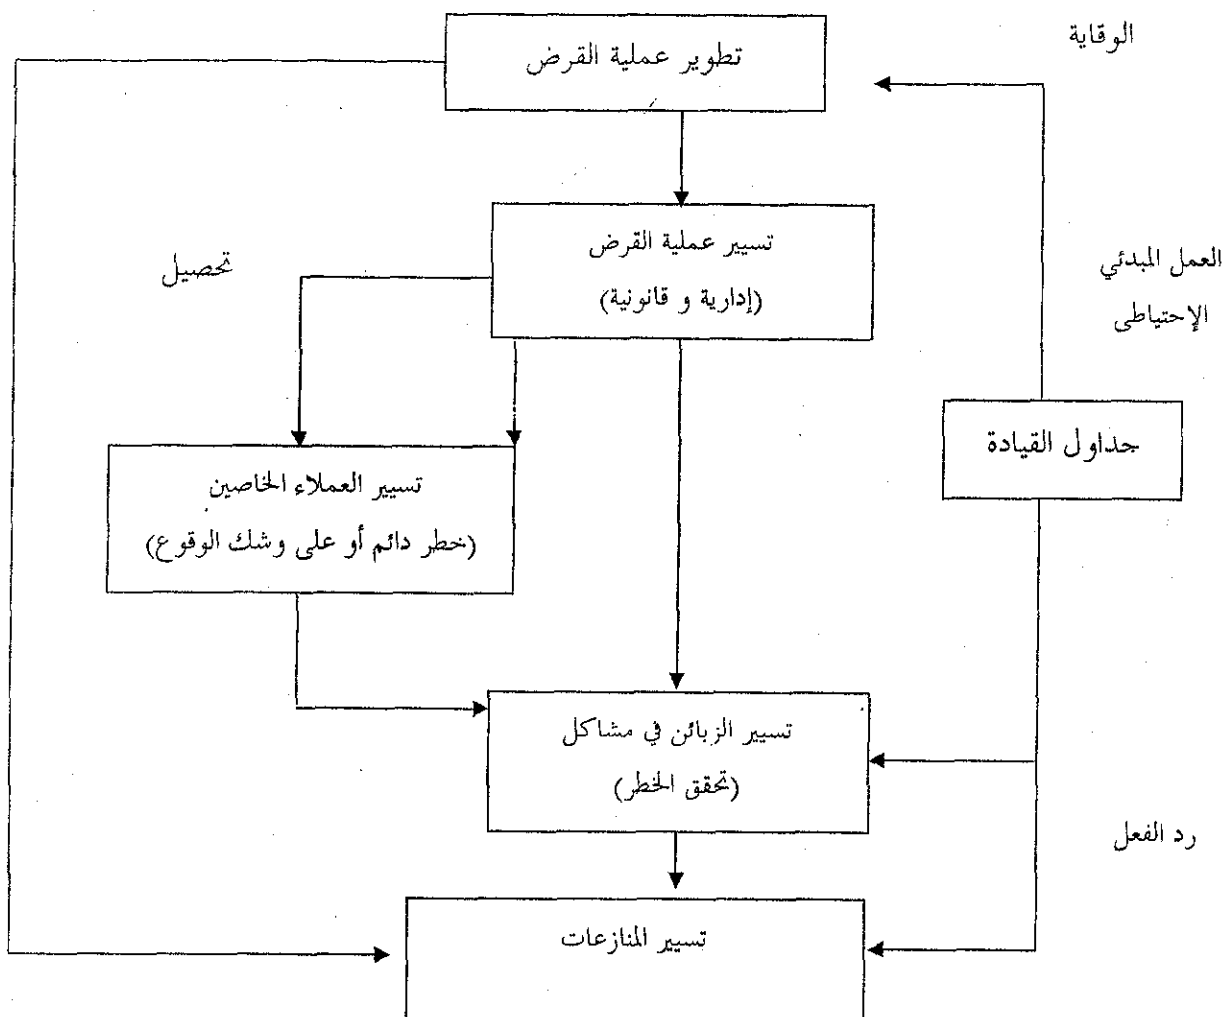 الوقاية
تطوير عملية القرض
تسيير عملية القرض
(إدارية و قانونية)
العمل المبدئي
الإحتياطى
تحصيل
جداول القيادة
تسيير العملاء الخاصين
(خطر دائم أو على وشك الوقوع)
تسيير الزبائن في مشاكل
(تحقق الخطر)
رد الفعل
تسيير المنازعات